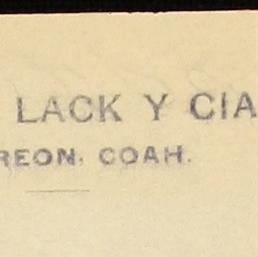 LACK Y CIA
REON, COAH.